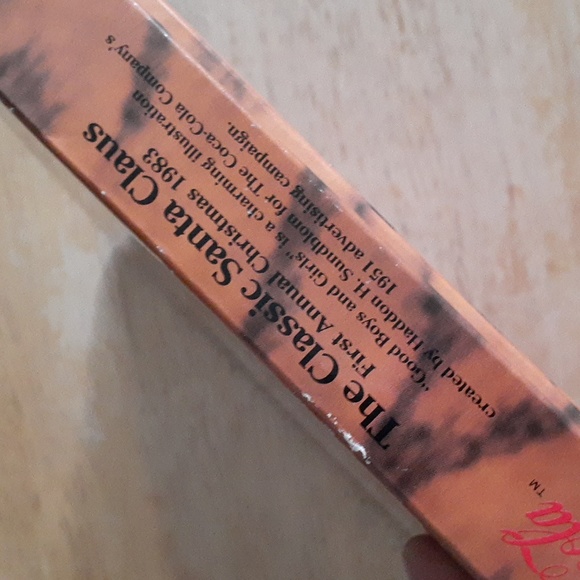 The Classic Santa Claus
First Annual Christmas 1983
"Good Boys and Girls" is a charming illustration
created by Haddon H. Sundblom for The Coca-Cola Company's
1951 advertising campaign.
TM